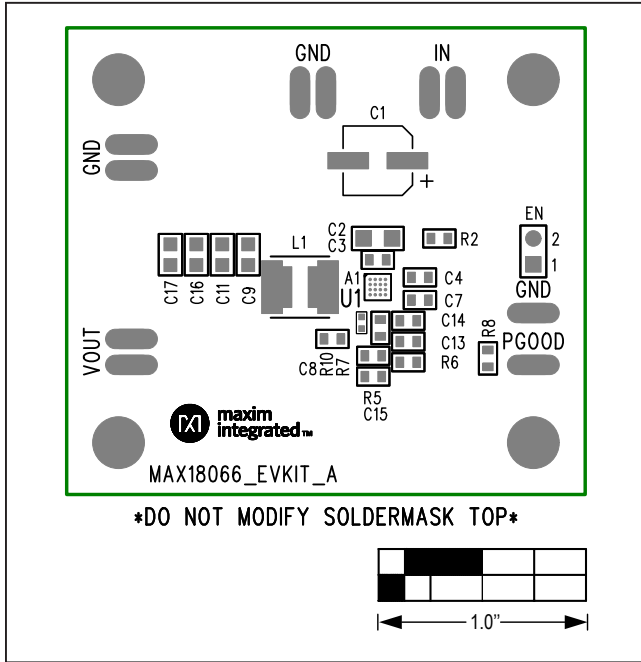 GND IN
C1
+
GND
EN
2
1
C2
C3
R2
L1
A1
U1
C4
C7
C17
C16
C11
C9
GND
C14
C13
R6
R8
PGOOD
VOUT
C8
R10
R7
R5
C15
maxim
integrated™
MAX18066_EVKIT_A
*DO NOT MODIFY SOLDERMASK TOP*
1.0”